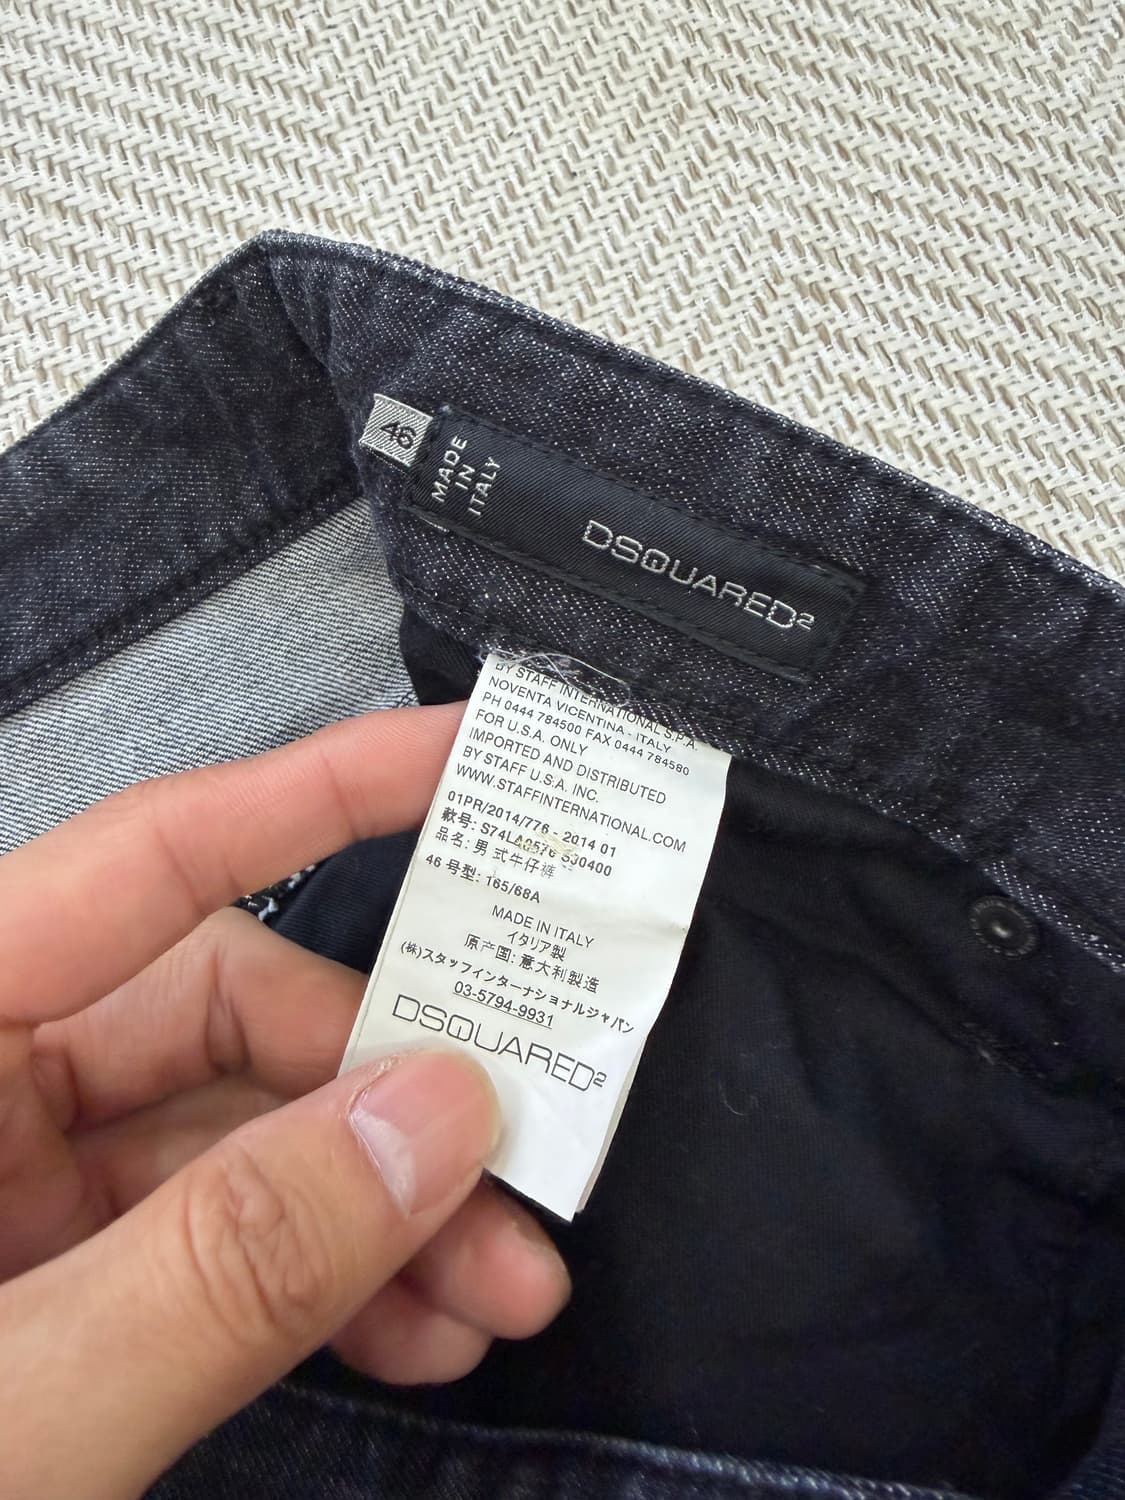 46
MADE
IN
ITALY
DSQUARED2
BY STAFF INTERNATIONAL S.P.A.
NOVENTA VICENTINA - ITALY
PH 0444 784500 FAX 0444 784580
FOR U.S.A. ONLY
IMPORTED AND DISTRIBUTED
BY STAFF U.S.A. INC.
WWW.STAFFINTERNATIONAL.COM
01PR/2014/776 - 2014 01
款号: S74LA0576 S30400
品名: 男式牛仔裤
46 号型: 165/68A
MADE IN ITALY
イタリア製
原产国: 意大利製造
(株)スタッフインターナショナルジャパン
03-5794-9931
DSQUARED2